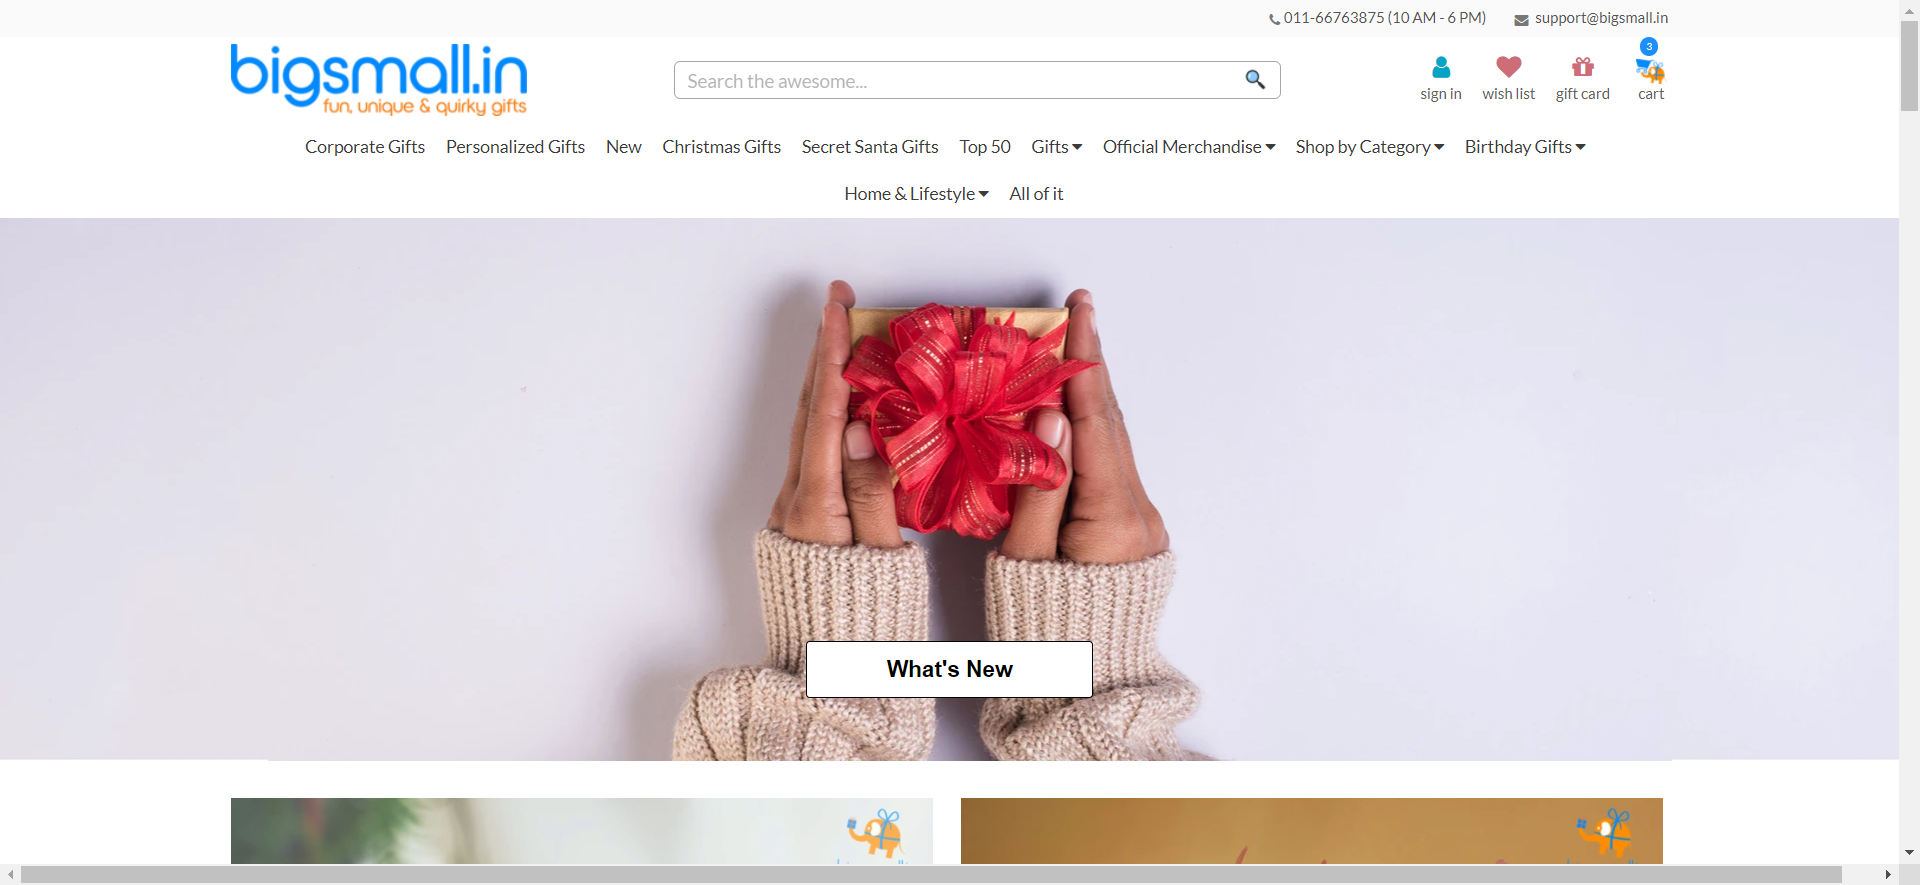 011-66763875 (10 AM - 6 PM) support@bigsmall.in
bigsmall.in
fun, unique & quirky gifts
Search the awesome...
3
sign in wish list gift card cart
Corporate Gifts Personalized Gifts New Christmas Gifts Secret Santa Gifts Top 50 Gifts Official Merchandise Shop by Category Birthday Gifts
Home & Lifestyle All of it
What's New